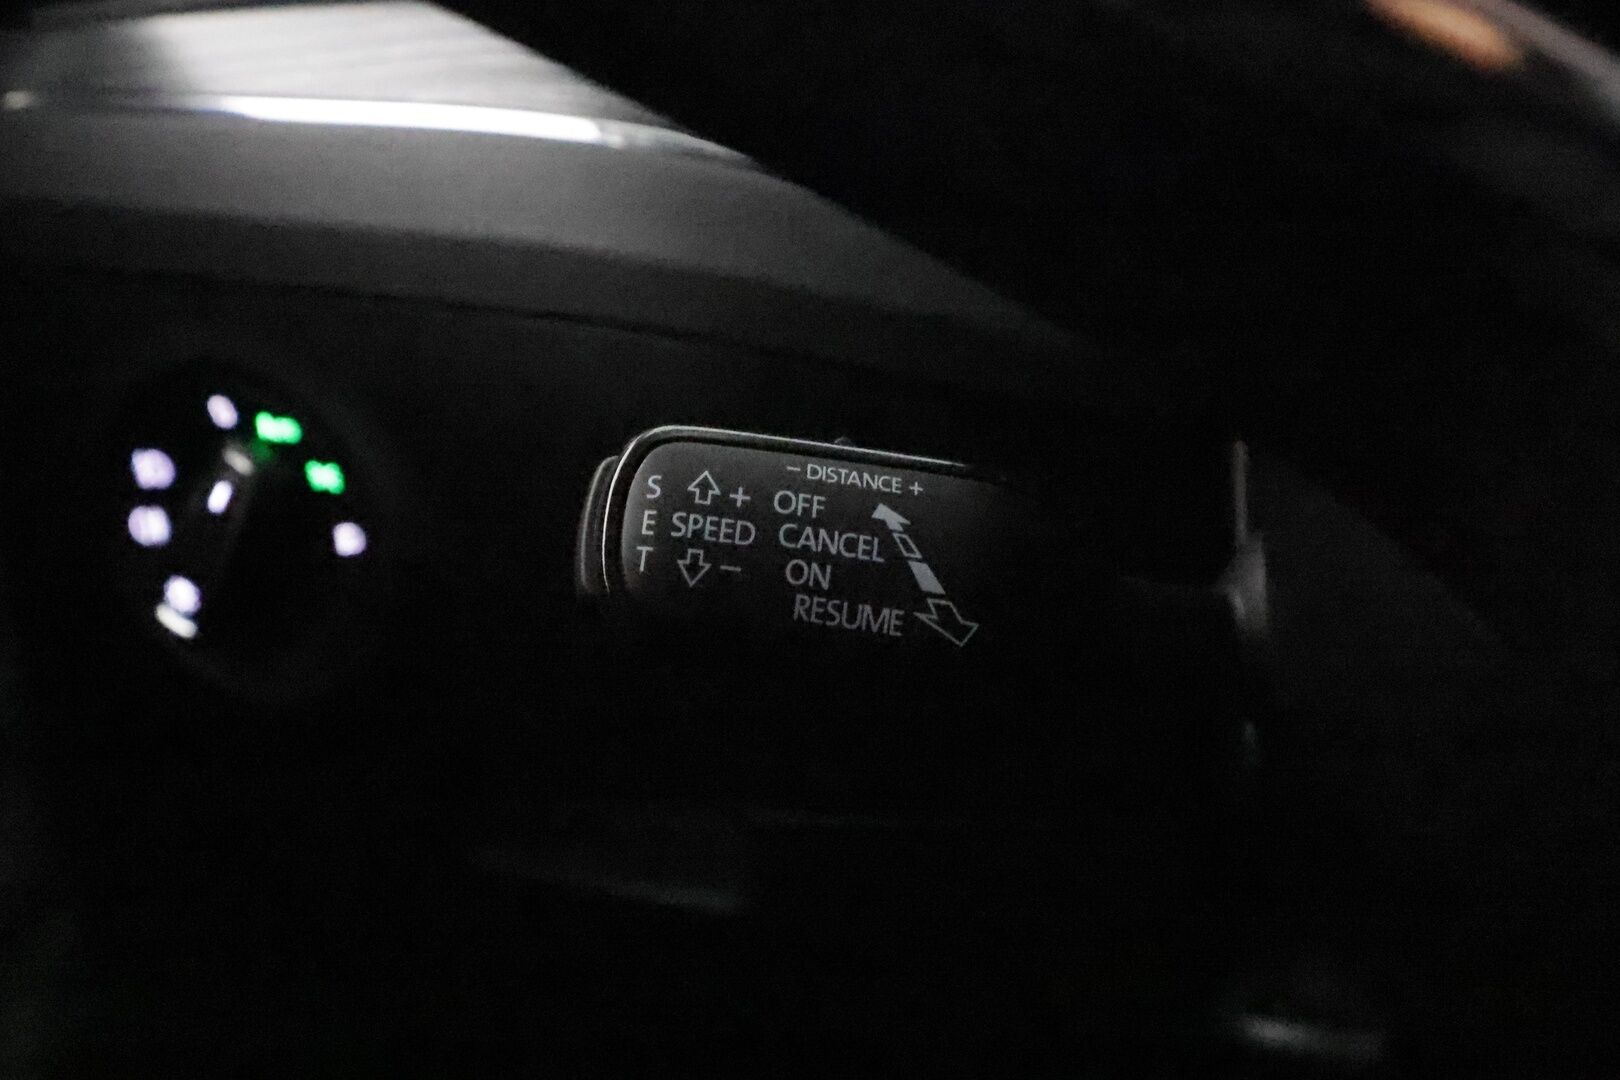 - DISTANCE +
S + OFF
E SPEED CANCEL
T - ON
RESUME